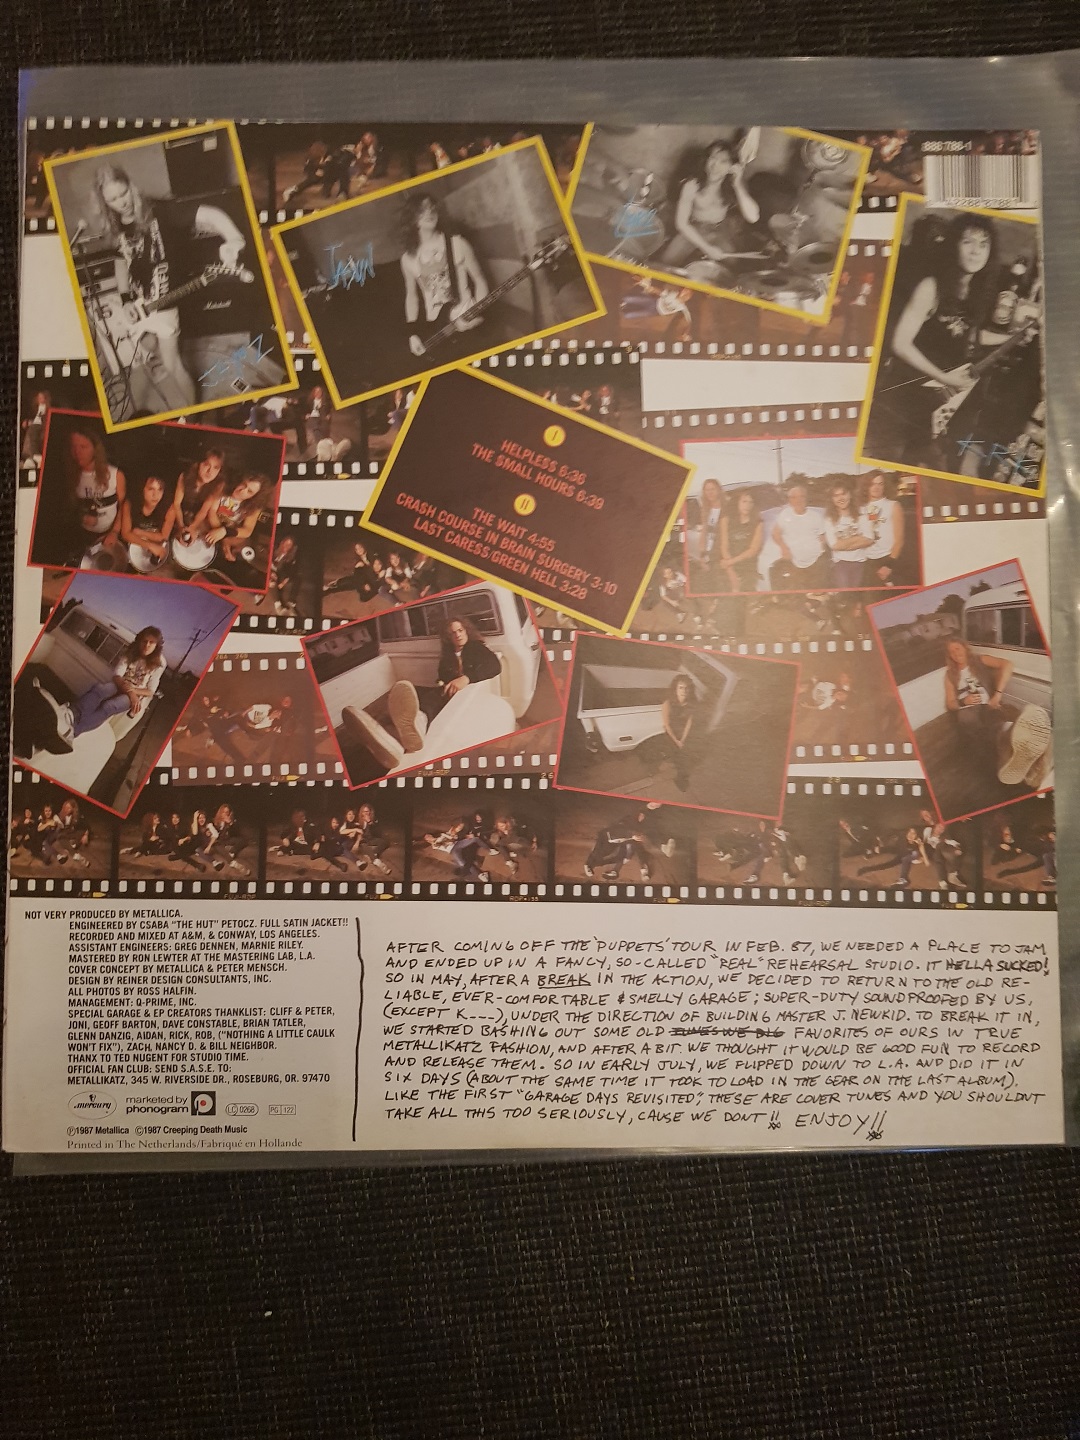 888 788-1
JASON
I
HELPLESS 6:36
THE SMALL HOURS 6:39
II
THE WAIT 4:55
CRASH COURSE IN BRAIN SURGERY 3:10
LAST CARESS/GREEN HELL 3:28
NOT VERY PRODUCED BY METALLICA.
ENGINEERED BY CSABA "THE HUT" PETOCZ. FULL SATIN JACKET!!
RECORDED AND MIXED AT A&M, & CONWAY, LOS ANGELES.
ASSISTANT ENGINEERS: GREG DENNEN, MARNIE RILEY.
MASTERED BY RON LEWTER AT THE MASTERING LAB, L.A.
COVER CONCEPT BY METALLICA & PETER MENSCH.
DESIGN BY REINER DESIGN CONSULTANTS, INC.
ALL PHOTOS BY ROSS HALFIN.
MANAGEMENT: Q-PRIME, INC.
SPECIAL GARAGE & EP CREATORS THANKLIST: CLIFF & PETER,
JONI, GEOFF BARTON, DAVE CONSTABLE, BRIAN TATLER,
GLENN DANZIG, AIDAN, RICK, ROB, ("NOTHING A LITTLE CAULK
WON'T FIX"), ZACH, NANCY D. & BILL NEIGHBOR.
THANX TO TED NUGENT FOR STUDIO TIME.
OFFICIAL FAN CLUB: SEND S.A.S.E. TO:
METALLIKATZ, 345 W. RIVERSIDE DR., ROSEBURG, OR. 97470
mercury marketed by phonogram LC 0268 PG 122
Ⓟ1987 Metallica ©1987 Creeping Death Music
Printed in The Netherlands/Fabriqué en Hollande
AFTER COMING OFF THE 'PUPPETS' TOUR IN FEB. 87, WE NEEDED A PLACE TO JAM
AND ENDED UP IN A FANCY, SO-CALLED "REAL" REHEARSAL STUDIO. IT HELLA SUCKED!
SO IN MAY, AFTER A BREAK IN THE ACTION, WE DECIDED TO RETURN TO THE OLD RE-
LIABLE, EVER-COMFORTABLE & SMELLY GARAGE; SUPER-DUTY SOUNDPROOFED BY US,
(EXCEPT K---), UNDER THE DIRECTION OF BUILDING MASTER J. NEWKID. TO BREAK IT IN,
WE STARTED BASHING OUT SOME OLD TUNES WE DIG FAVORITES OF OURS IN TRUE
METALLIKATZ FASHION, AND AFTER A BIT. WE THOUGHT IT WOULD BE GOOD FUN TO RECORD
AND RELEASE THEM. SO IN EARLY JULY, WE FLIPPED DOWN TO L.A. AND DID IT IN
SIX DAYS (ABOUT THE SAME TIME IT TOOK TO LOAD IN THE GEAR ON THE LAST ALBUM).
LIKE THE FIRST "GARAGE DAYS REVISITED", THESE ARE COVER TUNES AND YOU SHOULDNT
TAKE ALL THIS TOO SERIOUSLY, CAUSE WE DONT!! ENJOY!!